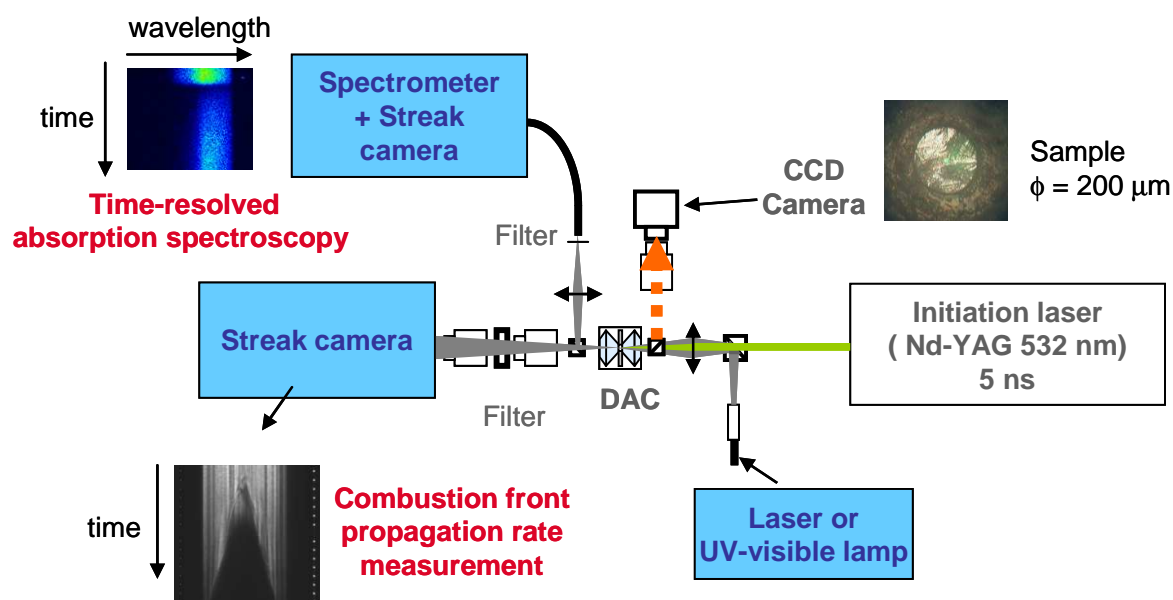 wavelength
time
Spectrometer
+ Streak
camera
Time-resolved
absorption spectroscopy
Filter
CCD
Camera
Sample
ϕ = 200 μm
Streak camera
Filter
DAC
Initiation laser
( Nd-YAG 532 nm)
5 ns
time
Combustion front
propagation rate
measurement
Laser or
UV-visible lamp